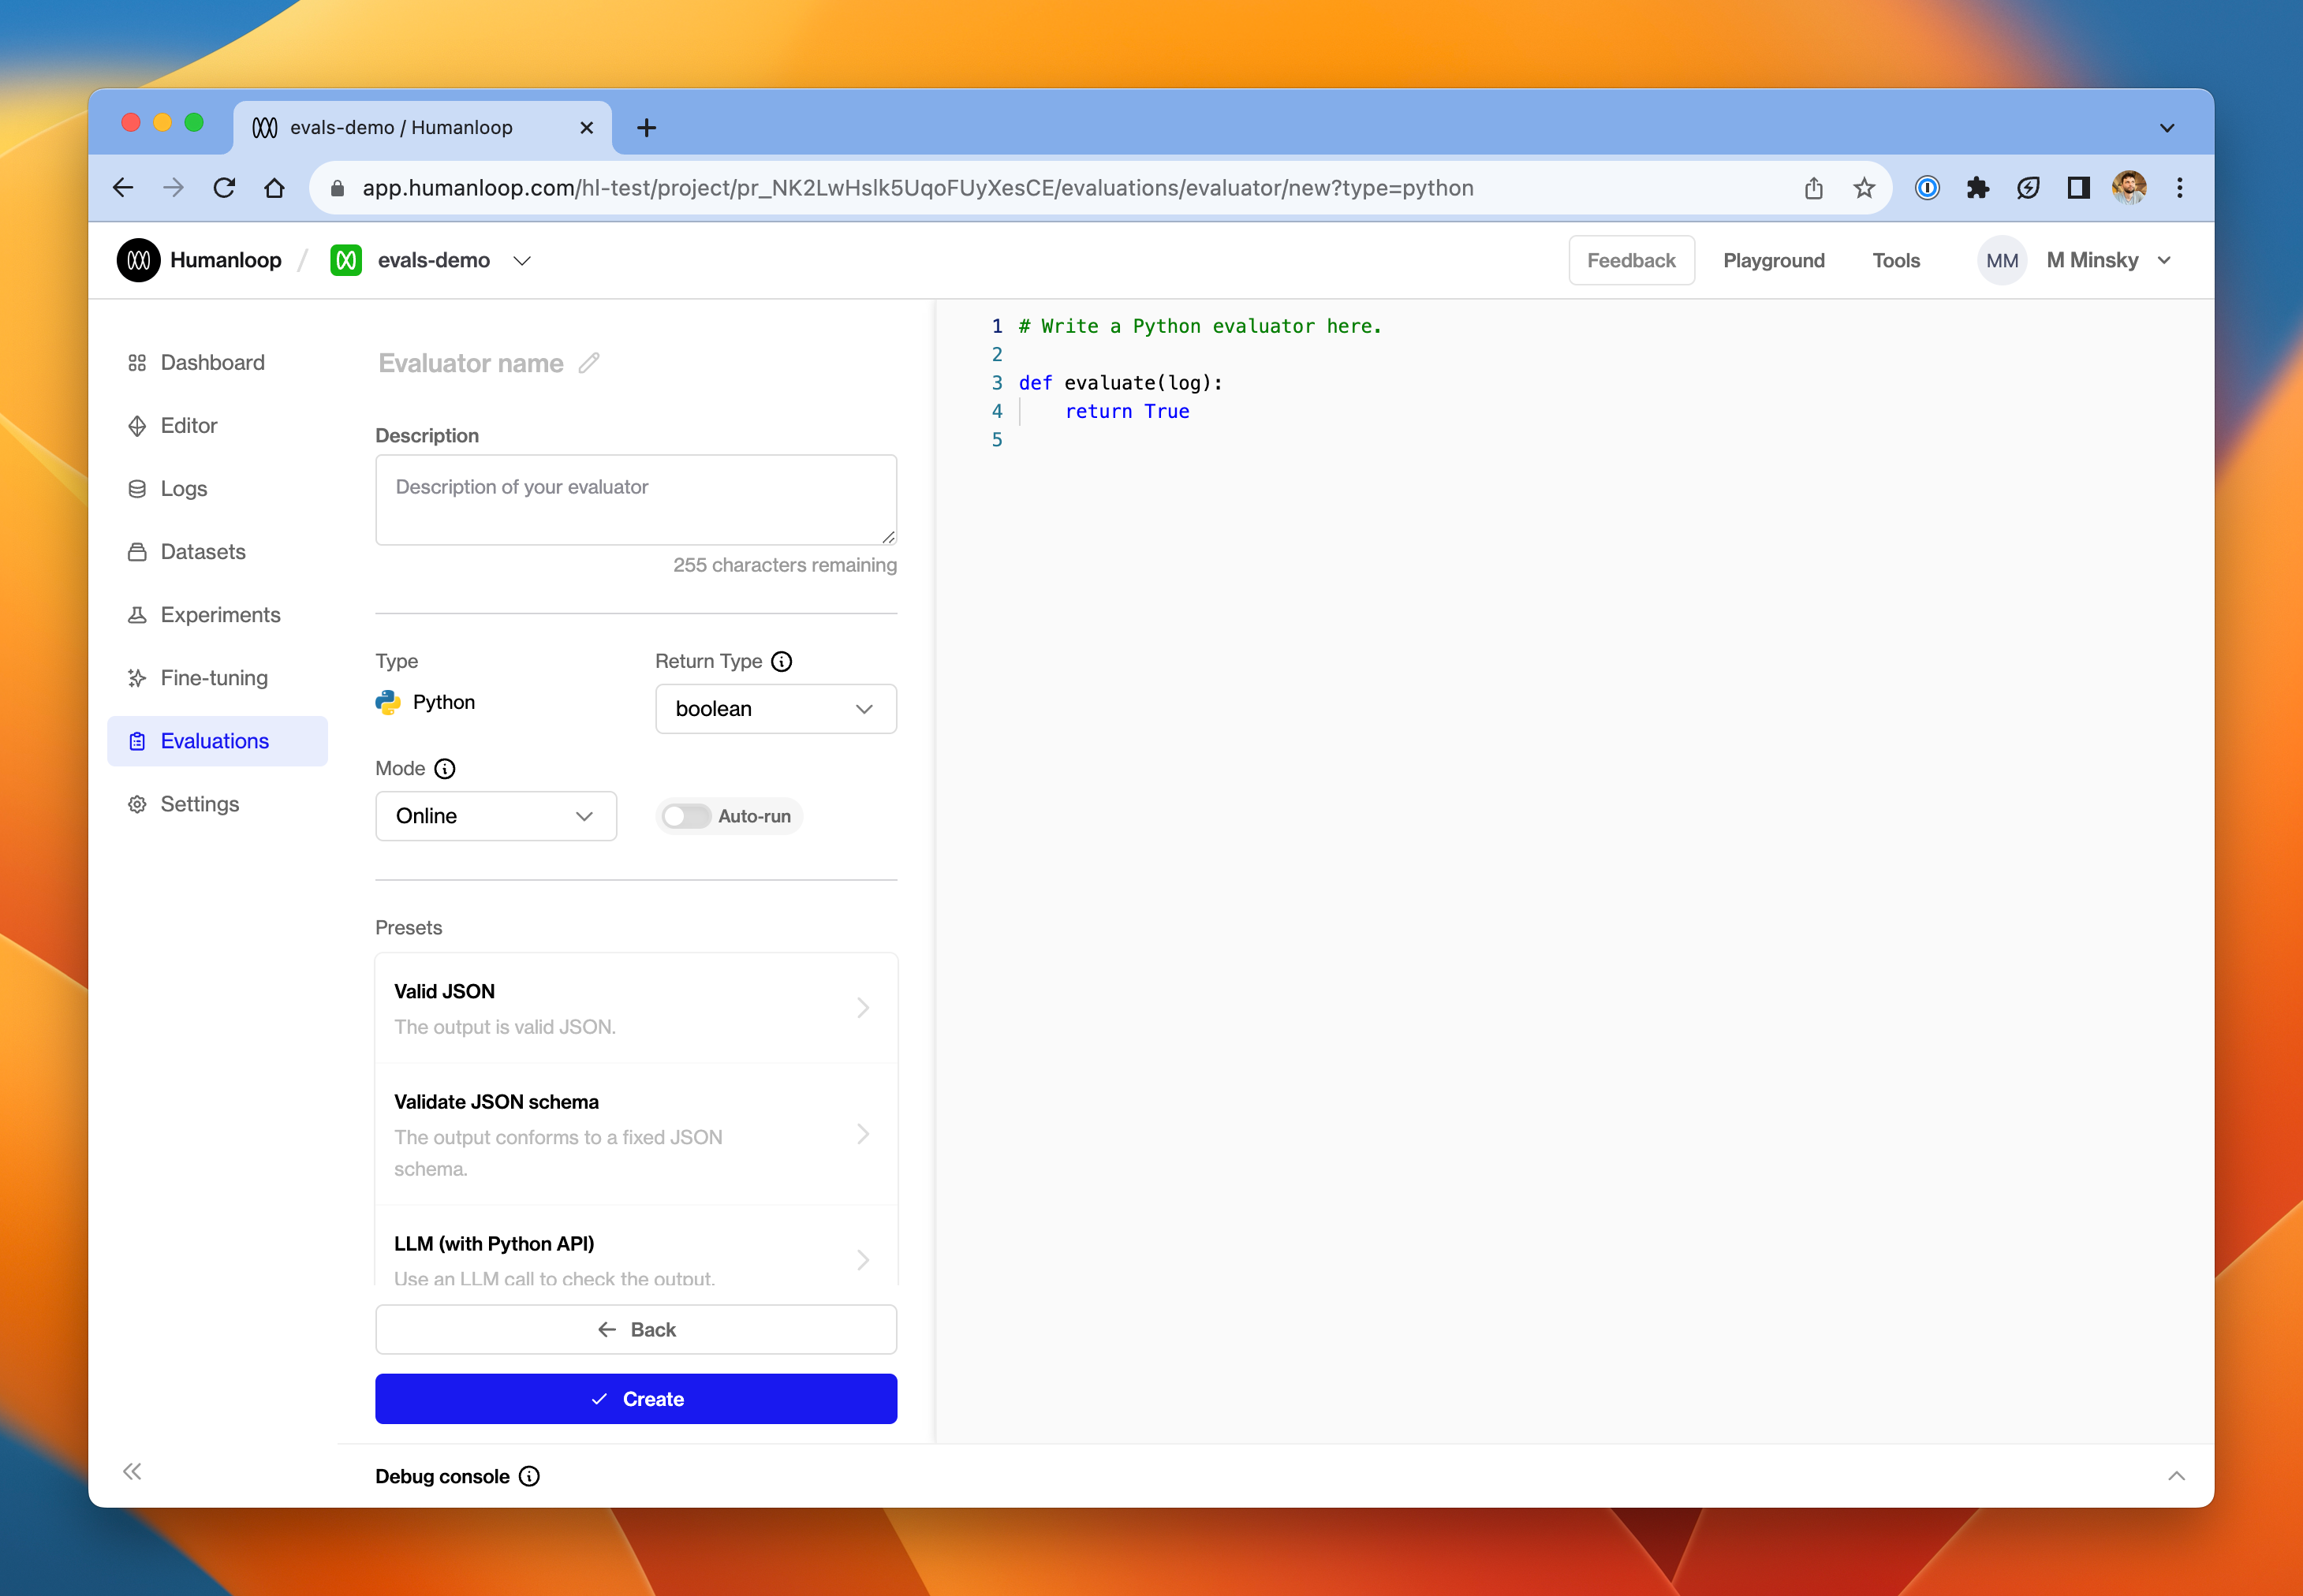 evals-demo / Humanloop
app.humanloop.com/hl-test/project/pr_NK2LwHslk5UqoFUyXesCE/evaluations/evaluator/new?type=python
Humanloop / evals-demo
Feedback
Playground
Tools
MM
M Minsky
Dashboard
Editor
Logs
Datasets
Experiments
Fine-tuning
Evaluations
Settings
Evaluator name
Description
Description of your evaluator
255 characters remaining
Type
Python
Return Type
boolean
Mode
Online
Auto-run
Presets
Valid JSON
The output is valid JSON.
Validate JSON schema
The output conforms to a fixed JSON
schema.
LLM (with Python API)
Use an LLM call to check the output.
Back
Create
1 # Write a Python evaluator here.
2
3 def evaluate(log):
4     return True
5
Debug console